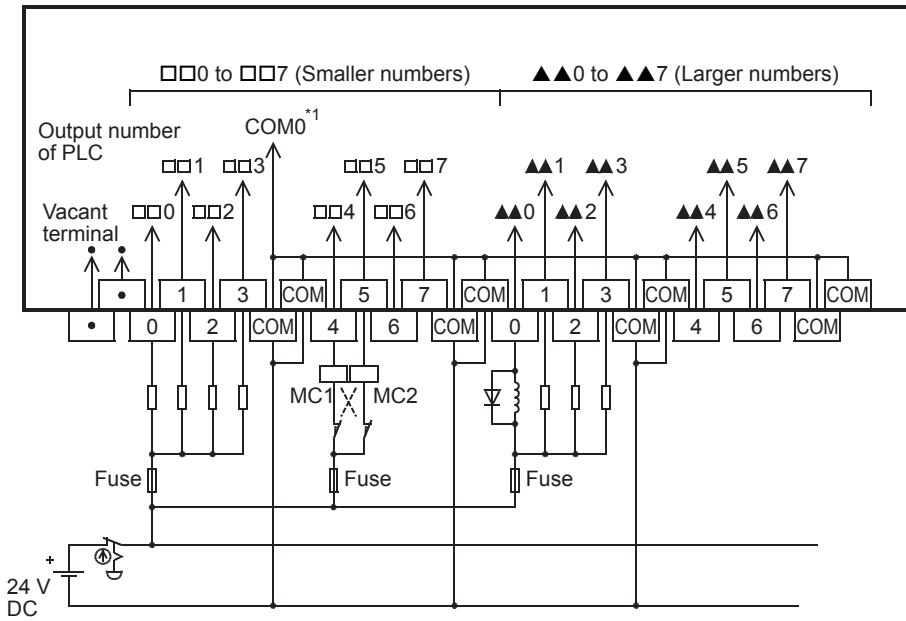 □□0 to □□7 (Smaller numbers) ▲▲0 to ▲▲7 (Larger numbers)
Output number
of PLC
COM0*1
□□1 □□3 □□5 □□7 ▲▲1 ▲▲3 ▲▲5 ▲▲7
Vacant
terminal
□□0 □□2 □□4 □□6 ▲▲0 ▲▲2 ▲▲4 ▲▲6
• 1 3 COM 5 7 COM 1 3 COM 5 7 COM
• 0 2 COM 4 6 COM 0 2 COM 4 6 COM
MC1 MC2
Fuse Fuse Fuse
+
24 V
DC